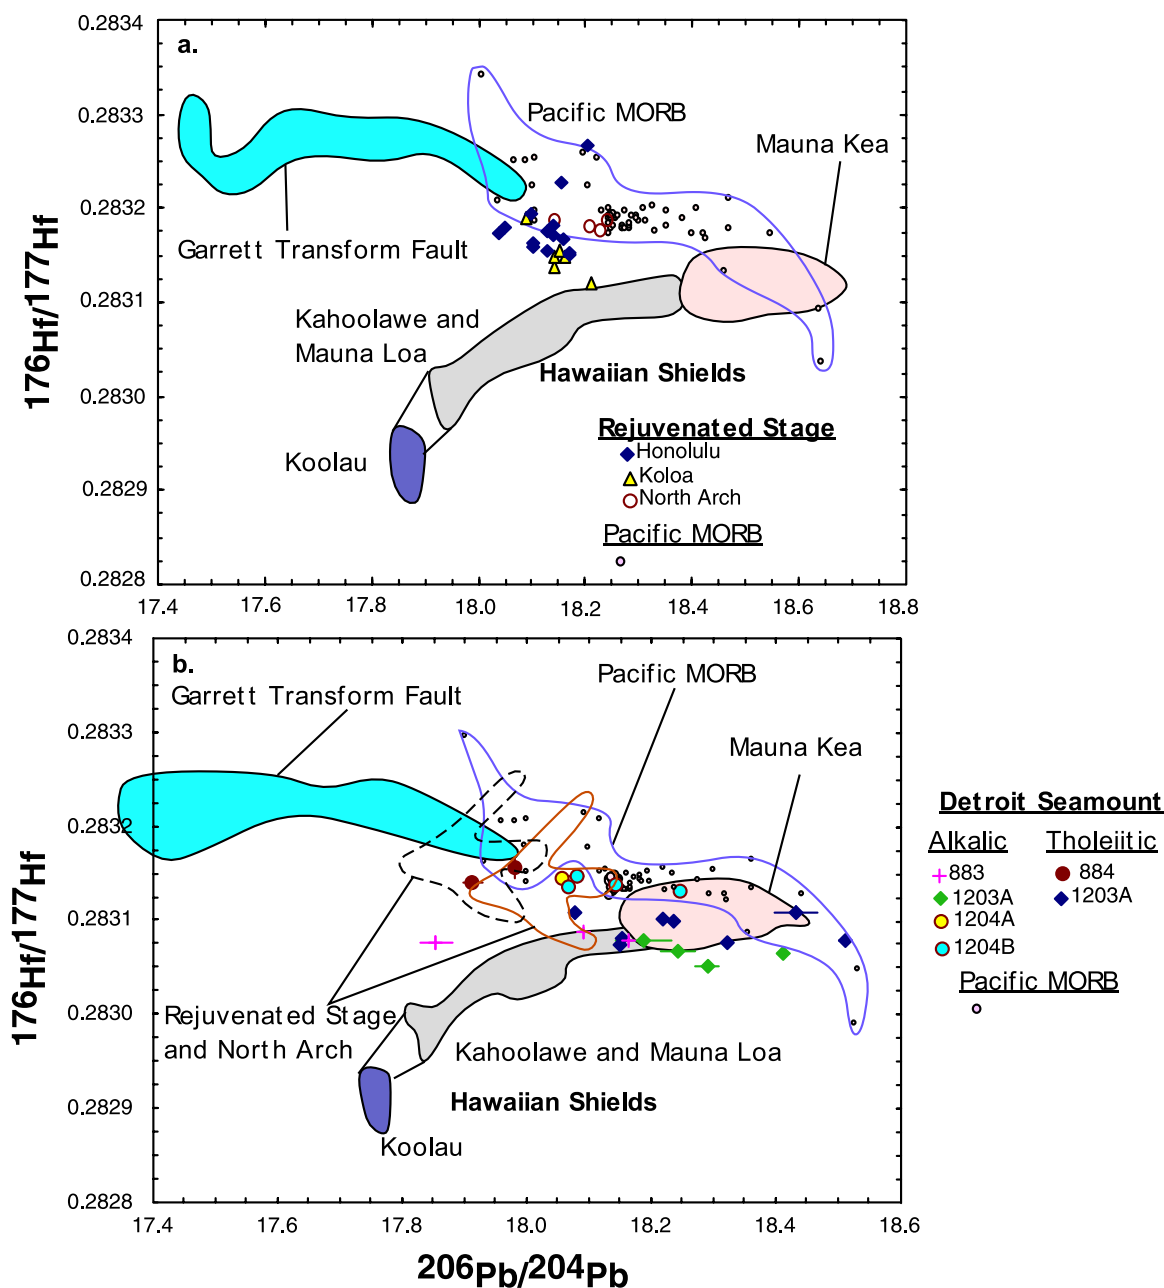 0.2834
0.2833
0.2832
0.2831
0.2830
0.2829
0.2828
176Hf/177Hf
a.
Pacific MORB
Mauna Kea
Garrett Transform Fault
Kahoolawe and
Mauna Loa
Hawaiian Shields
Koolau
Rejuvenated Stage
Honolulu
Koloa
North Arch
Pacific MORB
17.4
17.6
17.8
18.0
18.2
18.4
18.6
18.8
0.2834
0.2833
0.2832
0.2831
0.2830
0.2829
0.2828
176Hf/177Hf
b.
Garrett Transform Fault
Pacific MORB
Mauna Kea
Rejuvenated Stage
and North Arch
Kahoolawe and Mauna Loa
Hawaiian Shields
Koolau
17.4
17.6
17.8
18.0
18.2
18.4
18.6
206Pb/204Pb
Detroit Seamount
Alkalic
883
1203A
1204A
1204B
Tholeiitic
884
1203A
Pacific MORB